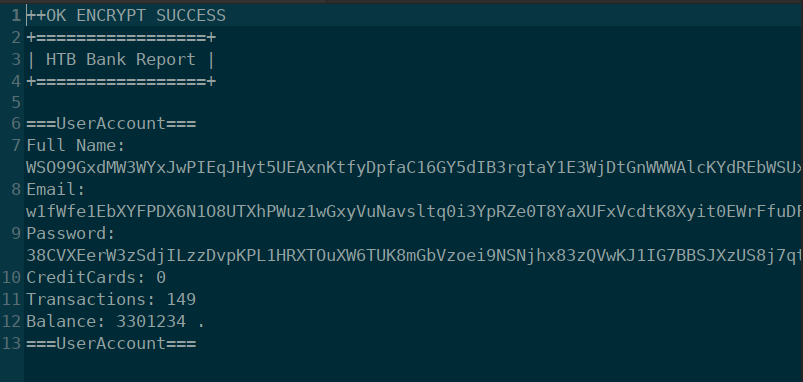 1 ++OK ENCRYPT SUCCESS
2 +=================+
3 | HTB Bank Report |
4 +=================+
5
6 ===UserAccount===
7 Full Name:
WSO99GxdMW3WYxJwPIEqJHyt5UEAxnKtfyDpfaC16GY5dIB3rgtaY1E3WjDtGnWWWAlcKYdREbWSUx
8 Email:
w1fWfe1EbXYFPDX6N1O8UTXhPWuz1wGxyVuNavsltq0i3YpRZe0T8YaXUFxVcdtK8Xyit0EWrFfuDF
9 Password:
38CVXEerW3zSdjILzzDvpKPL1HRXTOuXW6TUK8mGbVzoei9NSNjhx83zQVwKJ1IG7BBSJXzUS8j7qt
10 CreditCards: 0
11 Transactions: 149
12 Balance: 3301234 .
13 ===UserAccount===